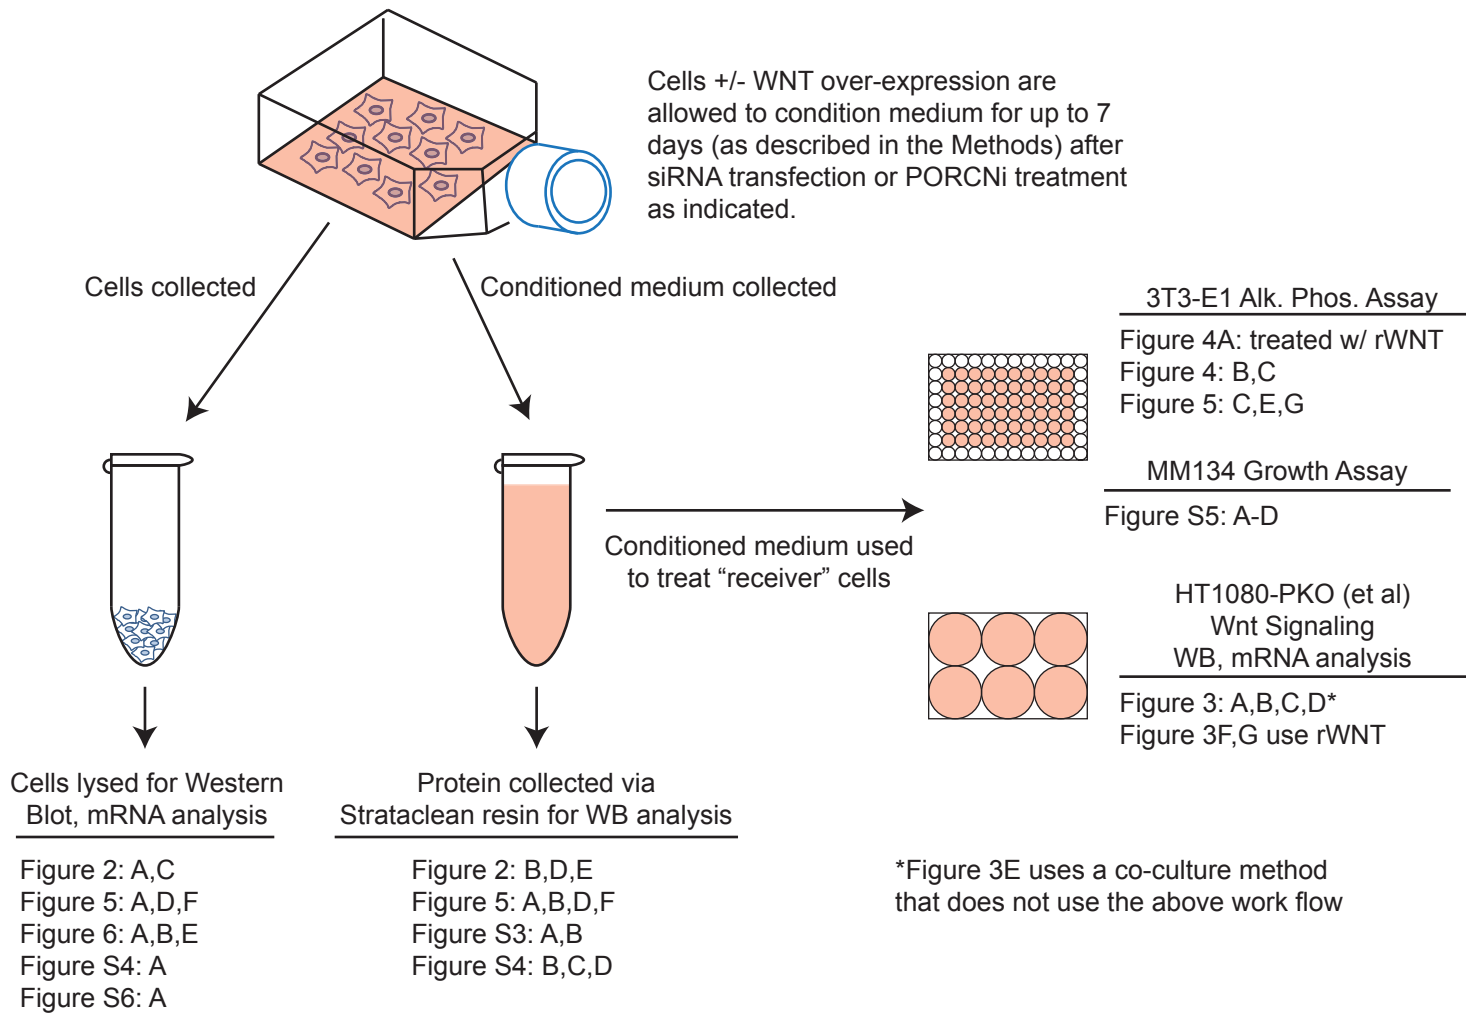 Cells +/- WNT over-expression are
allowed to condition medium for up to 7
days (as described in the Methods) after
siRNA transfection or PORCNi treatment
as indicated.
Cells collected
Conditioned medium collected
3T3-E1 Alk. Phos. Assay
Figure 4A: treated w/ rWNT
Figure 4: B,C
Figure 5: C,E,G
MM134 Growth Assay
Figure S5: A-D
Conditioned medium used
to treat “receiver” cells
HT1080-PKO (et al)
Wnt Signaling
WB, mRNA analysis
Figure 3: A,B,C,D*
Figure 3F,G use rWNT
Cells lysed for Western
Blot, mRNA analysis
Figure 2: A,C
Figure 5: A,D,F
Figure 6: A,B,E
Figure S4: A
Figure S6: A
Protein collected via
Strataclean resin for WB analysis
Figure 2: B,D,E
Figure 5: A,B,D,F
Figure S3: A,B
Figure S4: B,C,D
*Figure 3E uses a co-culture method
that does not use the above work flow